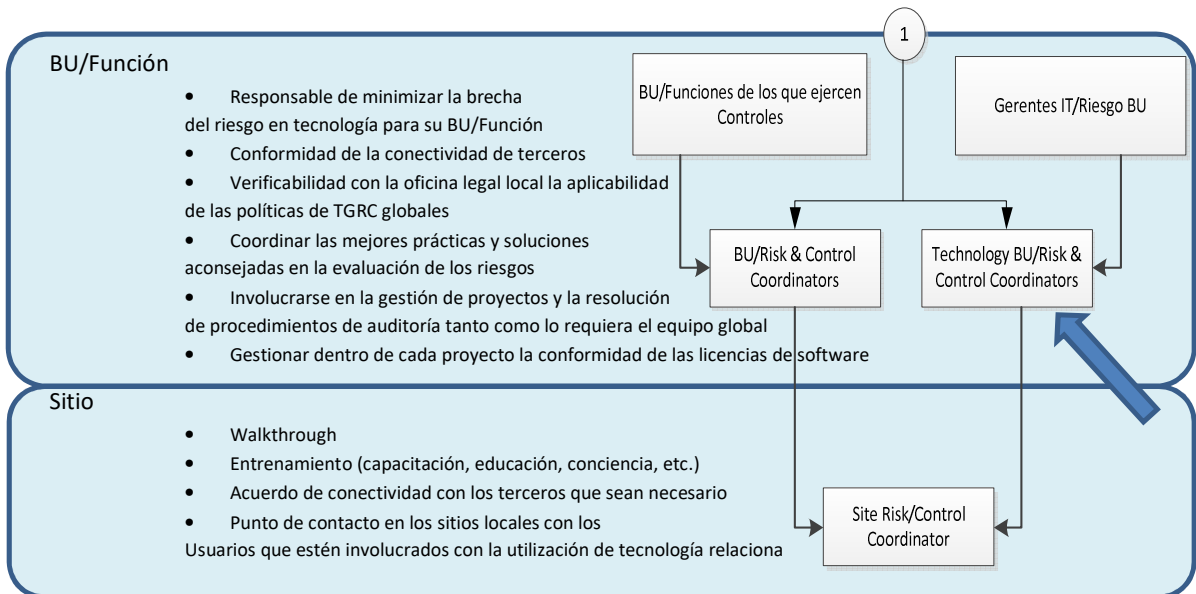 1
BU/Función
• Responsable de minimizar la brecha
del riesgo en tecnología para su BU/Función
• Conformidad de la conectividad de terceros
• Verificabilidad con la oficina legal local la aplicabilidad
de las políticas de TGRC globales
• Coordinar las mejores prácticas y soluciones
aconsejadas en la evaluación de los riesgos
• Involucrarse en la gestión de proyectos y la resolución
de procedimientos de auditoría tanto como lo requiera el equipo global
• Gestionar dentro de cada proyecto la conformidad de las licencias de software
BU/Funciones de los que ejercen
Controles
Gerentes IT/Riesgo BU
BU/Risk & Control
Coordinators
Technology BU/Risk &
Control Coordinators
Sitio
• Walkthrough
• Entrenamiento (capacitación, educación, conciencia, etc.)
• Acuerdo de conectividad con los terceros que sean necesario
• Punto de contacto en los sitios locales con los
Usuarios que estén involucrados con la utilización de tecnología relaciona
Site Risk/Control
Coordinator